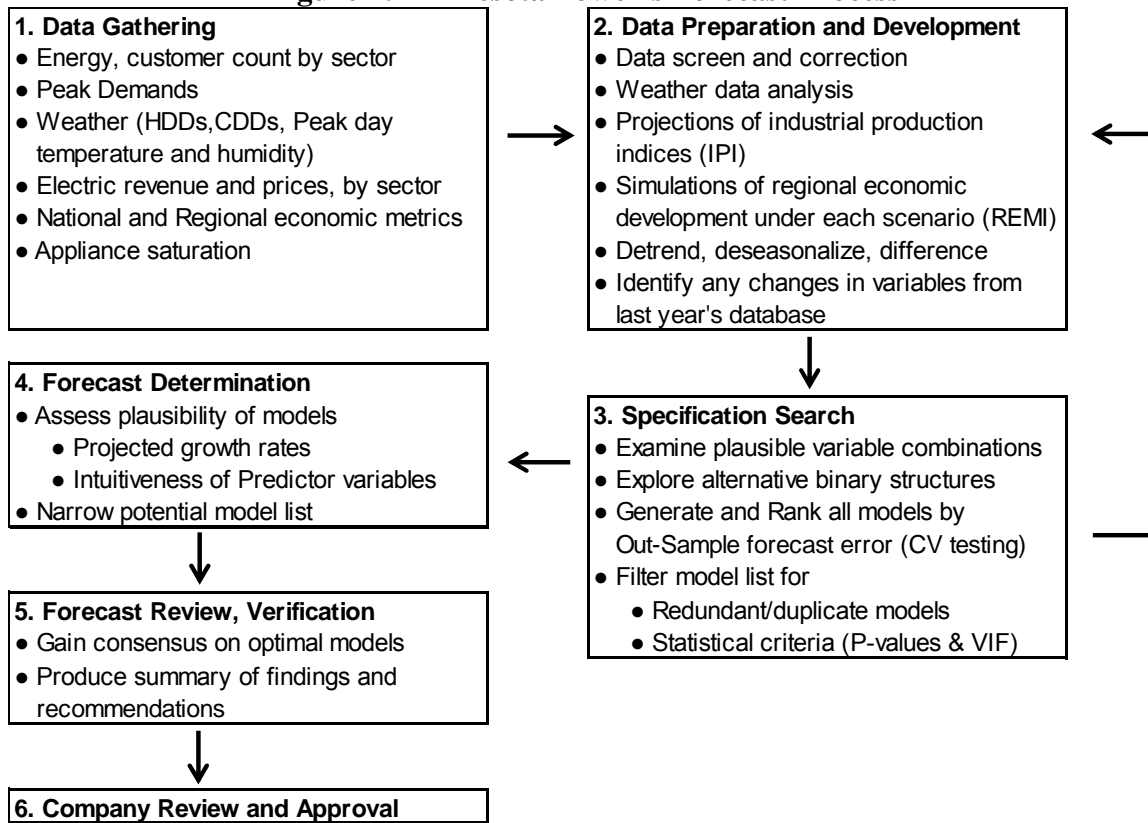 1. Data Gathering
● Energy, customer count by sector
● Peak Demands
● Weather (HDDs,CDDs, Peak day
temperature and humidity)
● Electric revenue and prices, by sector
● National and Regional economic metrics
● Appliance saturation
2. Data Preparation and Development
● Data screen and correction
● Weather data analysis
● Projections of industrial production
indices (IPI)
● Simulations of regional economic
development under each scenario (REMI)
● Detrend, deseasonalize, difference
● Identify any changes in variables from
last year's database
3. Specification Search
● Examine plausible variable combinations
● Explore alternative binary structures
● Generate and Rank all models by
Out-Sample forecast error (CV testing)
● Filter model list for
● Redundant/duplicate models
● Statistical criteria (P-values & VIF)
4. Forecast Determination
● Assess plausibility of models
● Projected growth rates
● Intuitiveness of Predictor variables
● Narrow potential model list
5. Forecast Review, Verification
● Gain consensus on optimal models
● Produce summary of findings and
recommendations
6. Company Review and Approval